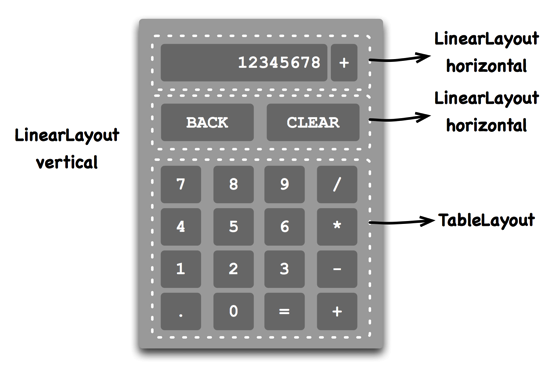 LinearLayout
vertical
12345678 +
BACK CLEAR
7 8 9 /
4 5 6 *
1 2 3 -
. 0 = +
LinearLayout
horizontal
LinearLayout
horizontal
TableLayout